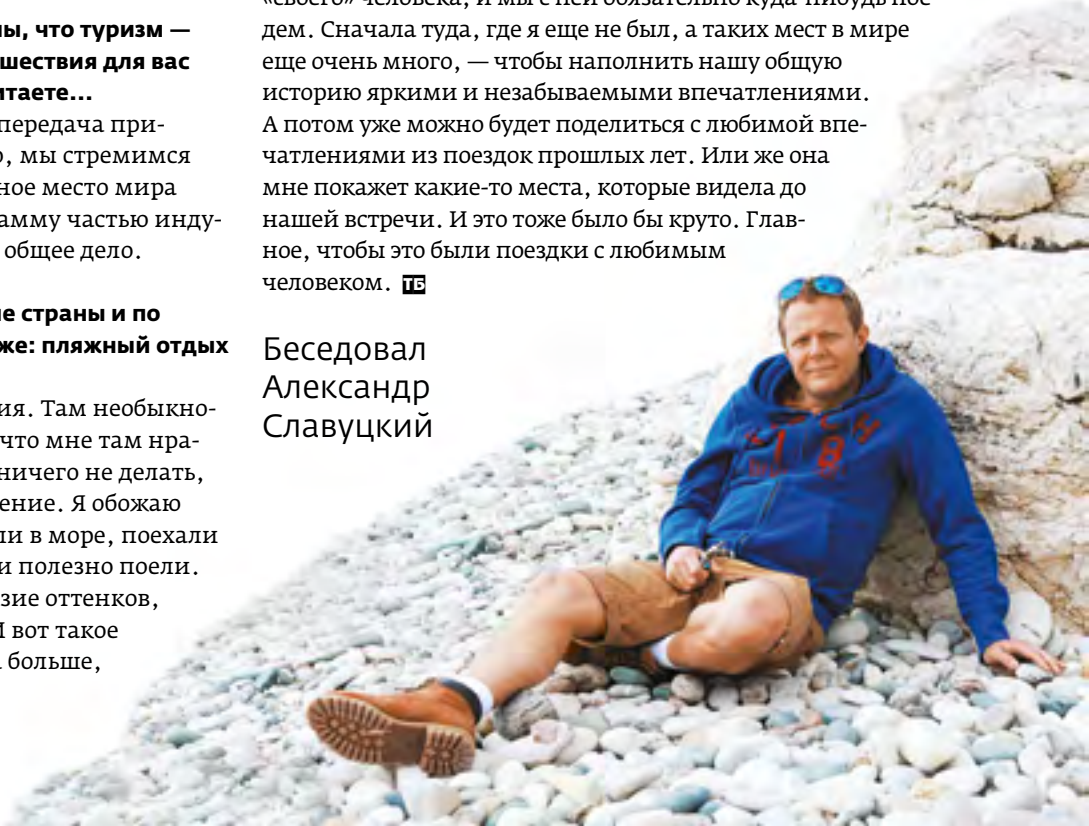 ы, что туризм —
шествия для вас
итаете…
передача при-
о, мы стремимся
ное место мира
амму частью инду-
общее дело.
е страны и по
же: пляжный отдых
ия. Там необыкно-
что мне там нра-
ничего не делать,
ение. Я обожаю
ли в море, поехали
и полезно поели.
зие оттенков,
И вот такое
больше,
«своего» человека, и мы с ней обязательно куда-нибудь пое-
дем. Сначала туда, где я еще не был, а таких мест в мире
еще очень много, — чтобы наполнить нашу общую
историю яркими и незабываемыми впечатлениями.
А потом уже можно будет поделиться с любимой впе-
чатлениями из поездок прошлых лет. Или же она
мне покажет какие-то места, которые видела до
нашей встречи. И это тоже было бы круто. Глав-
ное, чтобы это были поездки с любимым
человеком. ТБ
Беседовал
Александр
Славуцкий